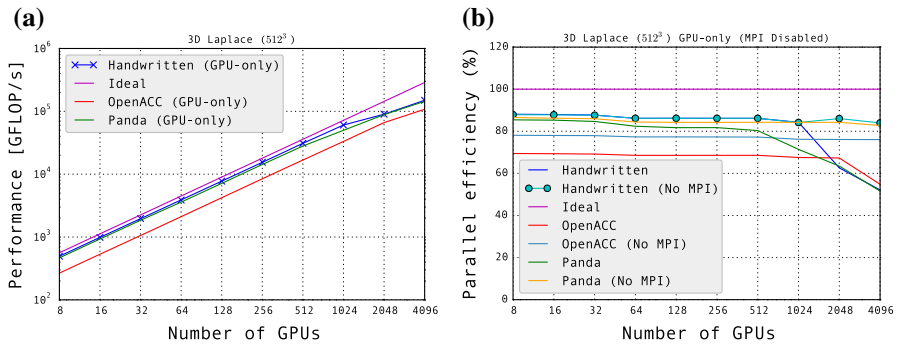 (a)
3D Laplace (512³)
Performance [GFLOP/s]
10⁶
10⁵
10⁴
10³
10²
Handwritten (GPU-only)
Ideal
OpenACC (GPU-only)
Panda (GPU-only)
8 16 32 64 128 256 512 1024 2048 4096
Number of GPUs
(b)
3D Laplace (512³) GPU-only (MPI Disabled)
Parallel efficiency (%)
120
100
80
60
40
20
0
Handwritten
Handwritten (No MPI)
Ideal
OpenACC
OpenACC (No MPI)
Panda
Panda (No MPI)
8 16 32 64 128 256 512 1024 2048 4096
Number of GPUs